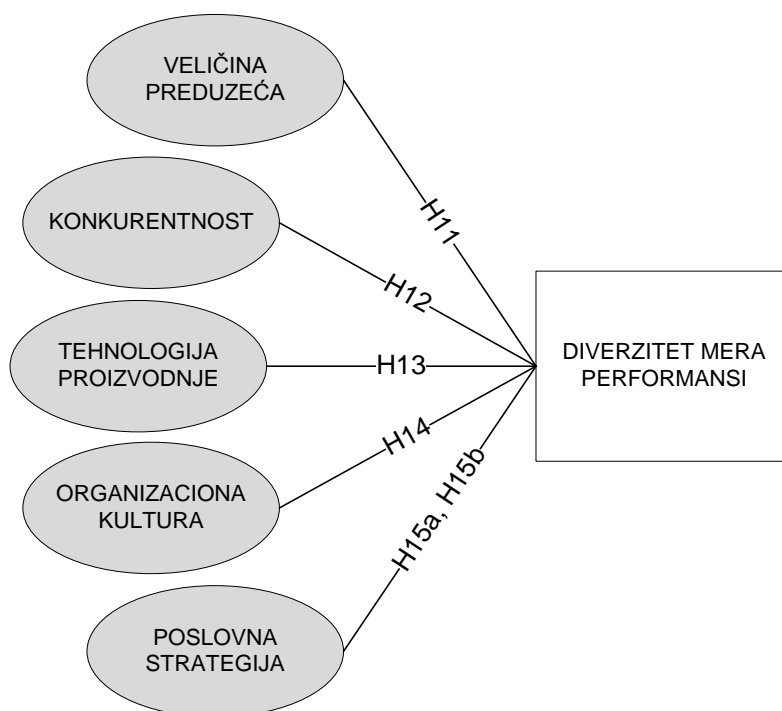 VELIČINA
PREDUZEĆA
H11
KONKURENTNOST
H12
TEHNOLOGIJA
PROIZVODNJE
H13
DIVERZITET MERA
PERFORMANSI
ORGANIZACIONA
KULTURA
H14
POSLOVNA
STRATEGIJA
H15a, H15b